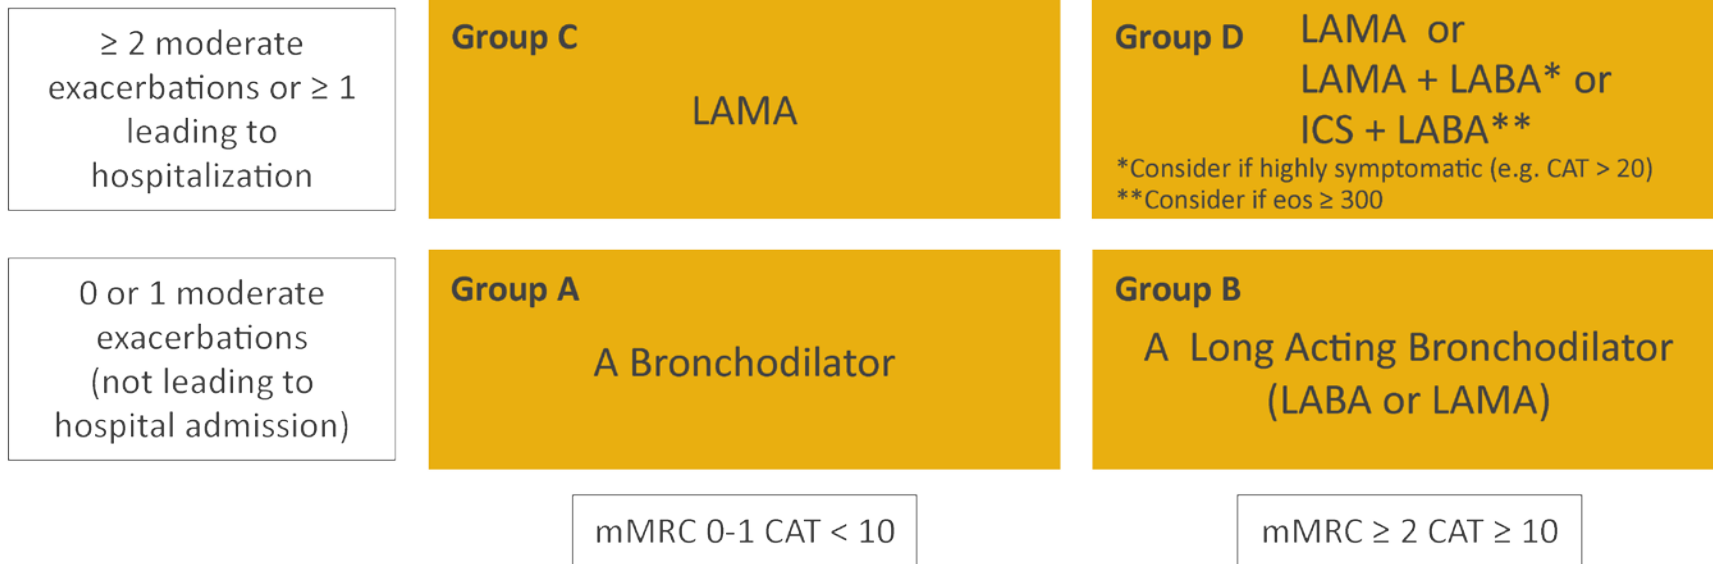 ≥ 2 moderate
exacerbations or ≥ 1
leading to
hospitalization
Group C
LAMA
Group D
LAMA or
LAMA + LABA* or
ICS + LABA**
*Consider if highly symptomatic (e.g. CAT > 20)
**Consider if eos ≥ 300
0 or 1 moderate
exacerbations
(not leading to
hospital admission)
Group A
A Bronchodilator
Group B
A Long Acting Bronchodilator
(LABA or LAMA)
mMRC 0-1 CAT < 10
mMRC ≥ 2 CAT ≥ 10